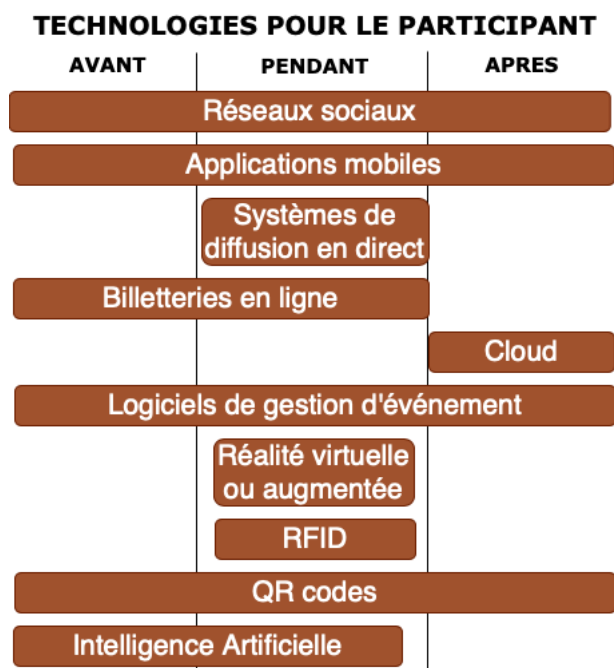 TECHNOLOGIES POUR LE PARTICIPANT
AVANT PENDANT APRES
Réseaux sociaux
Applications mobiles
Systèmes de
diffusion en direct
Billetteries en ligne
Cloud
Logiciels de gestion d'événement
Réalité virtuelle
ou augmentée
RFID
QR codes
Intelligence Artificielle